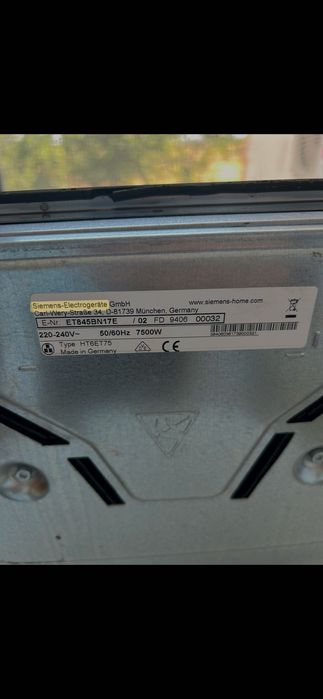 Siemens-Electrogeräte GmbH www.siemens-home.com
Carl-Wery-Straße 34, D-81739 München, Germany
E-Nr. ET645BN17E / 02 FD 9406 00032
220-240V~ 50/60Hz 7500W
Type HT6ET75
Made in Germany